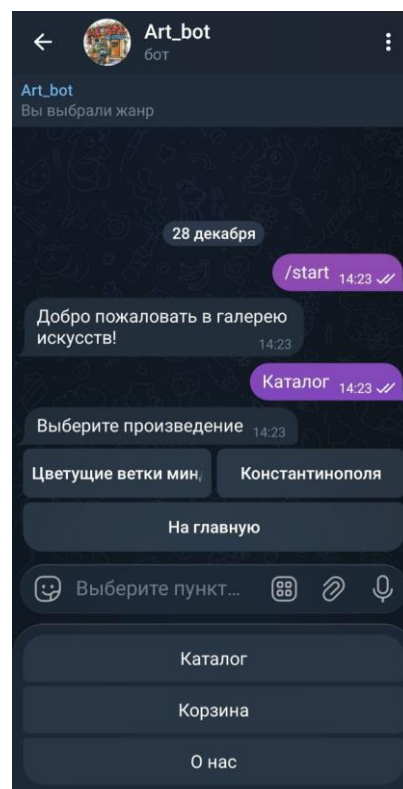 Art_bot
бот
Art_bot
Вы выбрали жанр
28 декабря
/start 14:23
Добро пожаловать в галерею
искусств! 14:23
Каталог 14:23
Выберите произведение 14:23
Цветущие ветки мин Константинополя
На главную
Выберите пункт...
Каталог
Корзина
О нас